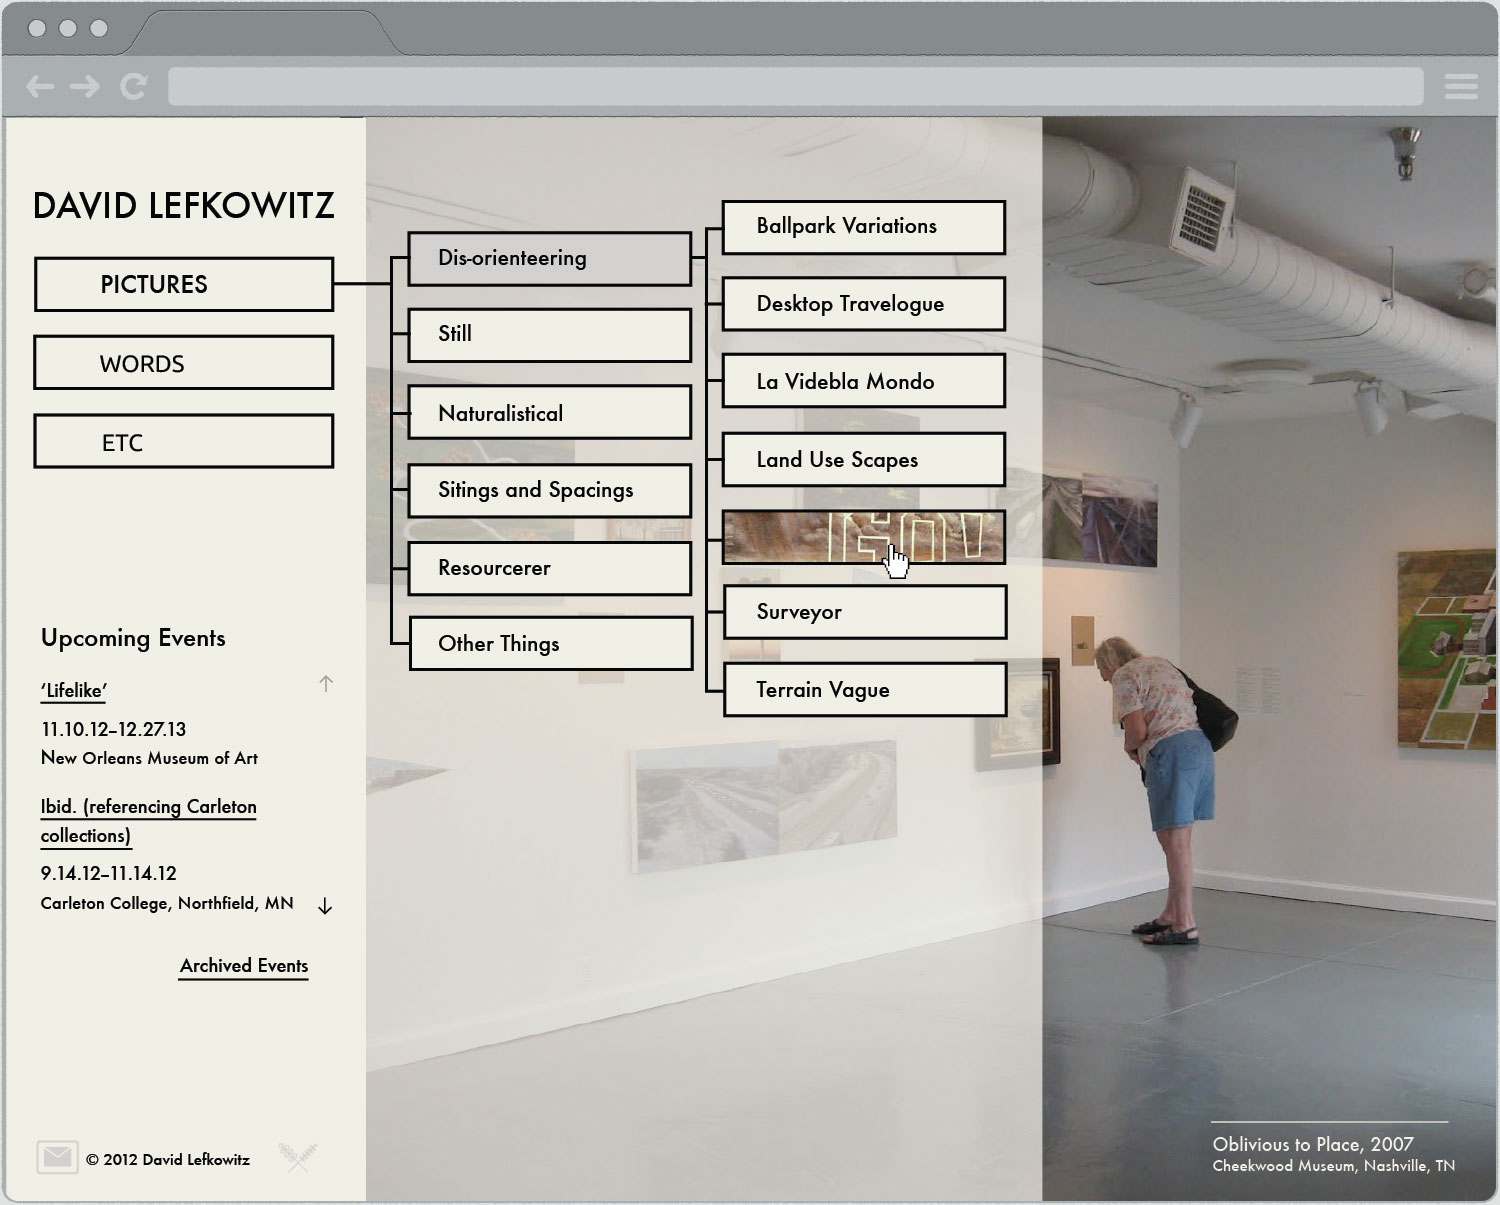 DAVID LEFKOWITZ
PICTURES
WORDS
ETC
Dis-orienteering
Still
Naturalistical
Sitings and Spacings
Resourcerer
Other Things
Ballpark Variations
Desktop Travelogue
La Videbla Mondo
Land Use Scapes
Surveyor
Terrain Vague
Upcoming Events
‘Lifelike’
11.10.12–12.27.13
New Orleans Museum of Art
Ibid. (referencing Carleton
collections)
9.14.12–11.14.12
Carleton College, Northfield, MN
Archived Events
© 2012 David Lefkowitz
Oblivious to Place, 2007
Cheekwood Museum, Nashville, TN